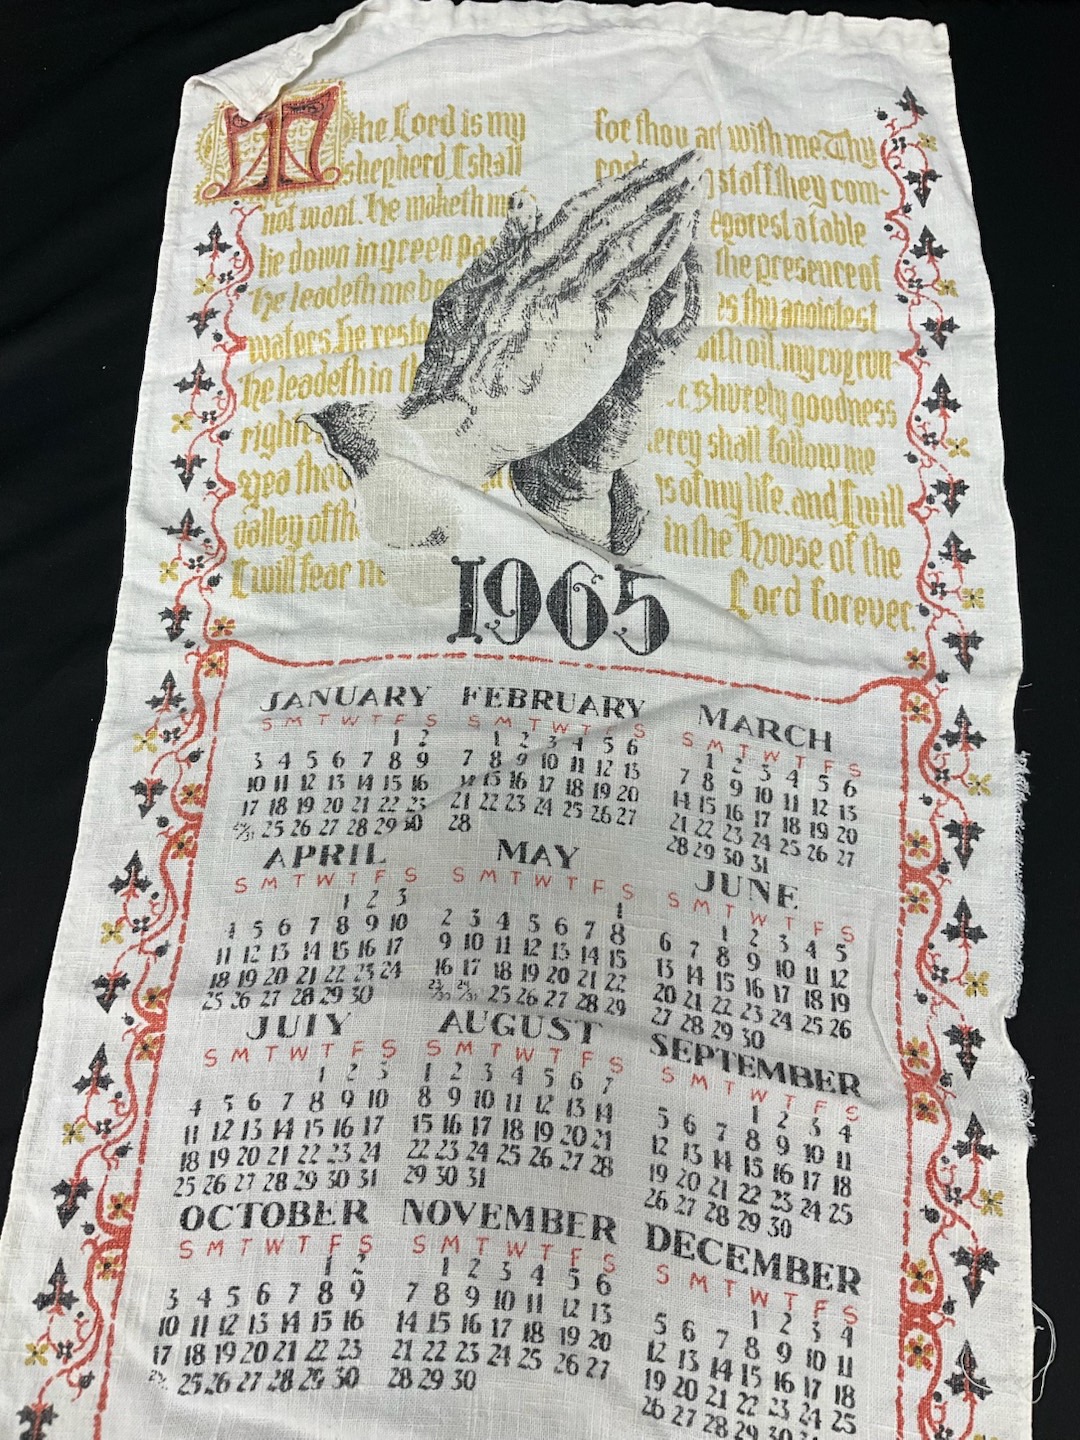 The Lord is my
shepherd I shall
not want. he maketh
lie down in green pa
he leadeth me be
waters. he resto
he leadeth in th
righte
yea tho
valley of th
I will fear n
for thou art with me. Thy
staff. they com-
eparest a table
the presence of
es thy anointest
with oil. my cup run-
Shurely goodness
ercy shall follow me
s of my life. and I will
in the House of the
Lord forever.
1965
JANUARY
S M T W T F S
1 2
3 4 5 6 7 8 9
10 11 12 13 14 15 16
17 18 19 20 21 22 23
24/31 25 26 27 28 29 30
FEBRUARY
S M T W T F S
1 2 3 4 5 6
7 8 9 10 11 12 13
14 15 16 17 18 19 20
21 22 23 24 25 26 27
28
MARCH
S M T W T F S
1 2 3 4 5 6
7 8 9 10 11 12 13
14 15 16 17 18 19 20
21 22 23 24 25 26 27
28 29 30 31
APRIL
S M T W T F S
1 2 3
4 5 6 7 8 9 10
11 12 13 14 15 16 17
18 19 20 21 22 23 24
25 26 27 28 29 30
MAY
S M T W T F S
1
2 3 4 5 6 7 8
9 10 11 12 13 14 15
16 17 18 19 20 21 22
23/30 24/31 25 26 27 28 29
JUNE
S M T W T F S
1 2 3 4 5
6 7 8 9 10 11 12
13 14 15 16 17 18 19
20 21 22 23 24 25 26
27 28 29 30
JULY
S M T W T F S
1 2 3
4 5 6 7 8 9 10
11 12 13 14 15 16 17
18 19 20 21 22 23 24
25 26 27 28 29 30 31
AUGUST
S M T W T F S
1 2 3 4 5 6 7
8 9 10 11 12 13 14
15 16 17 18 19 20 21
22 23 24 25 26 27 28
29 30 31
SEPTEMBER
S M T W T F S
1 2 3 4
5 6 7 8 9 10 11
12 13 14 15 16 17 18
19 20 21 22 23 24 25
26 27 28 29 30
OCTOBER
S M T W T F S
1 2
3 4 5 6 7 8 9
10 11 12 13 14 15 16
17 18 19 20 21 22 23
25 26 27 28 29 30
NOVEMBER
S M T W T F S
1 2 3 4 5 6
7 8 9 10 11 12 13
14 15 16 17 18 19 20
21 22 23 24 25 26 27
28 29 30
DECEMBER
S M T W T F S
1 2 3 4
5 6 7 8 9 10 11
12 13 14 15 16 17 18
19 20 21 22 23 24 25
26 27 28 29 30 31